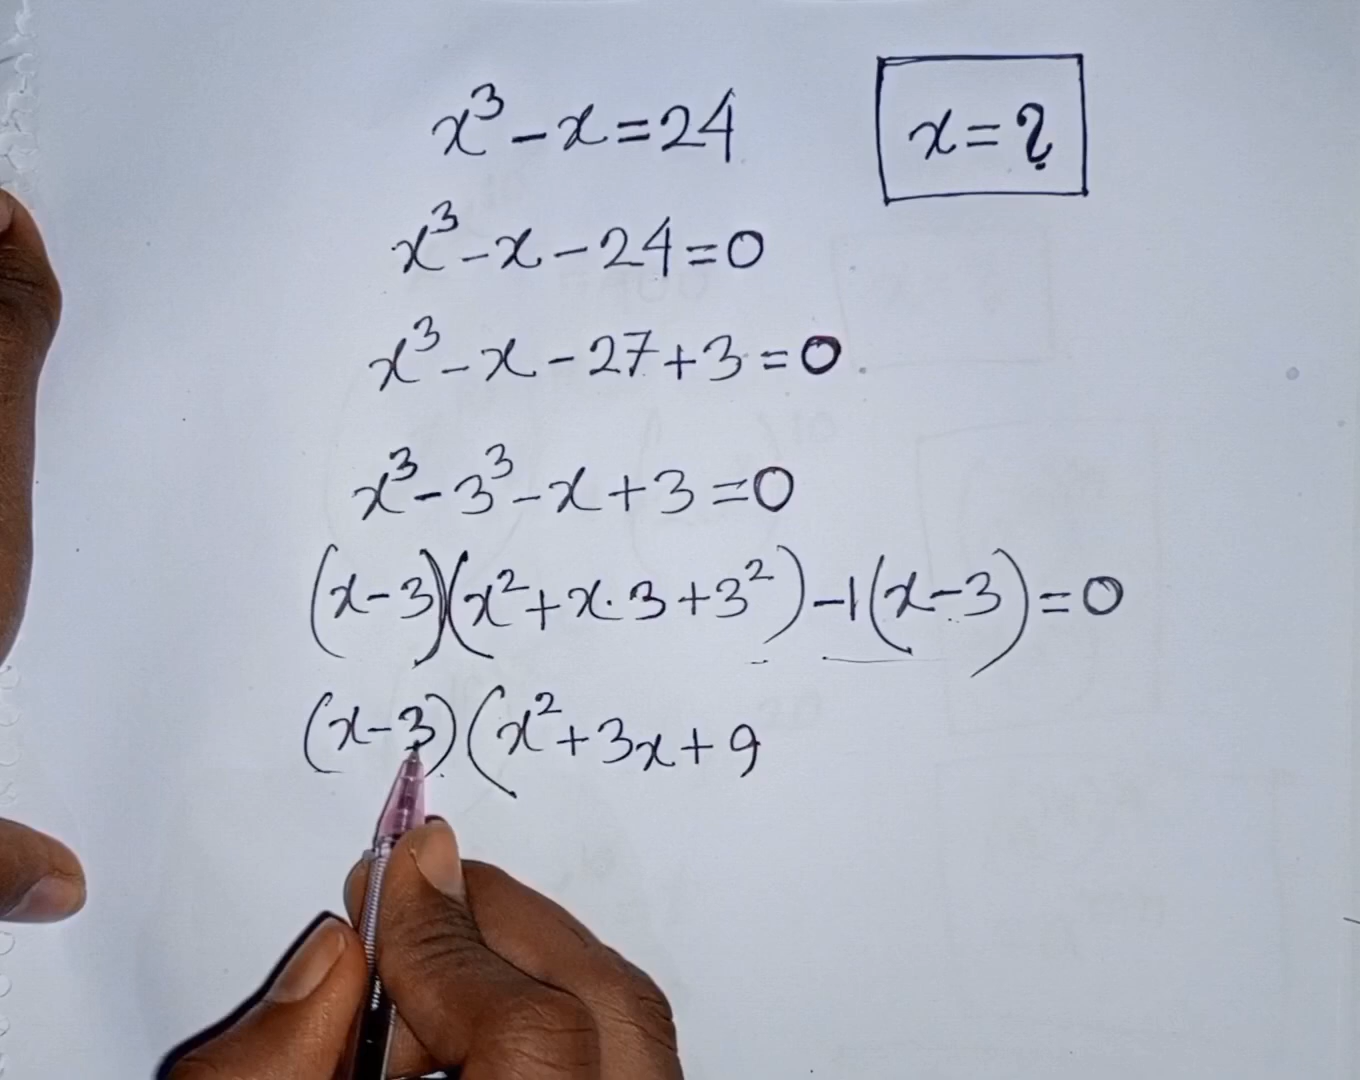 x³ - x = 24
x = ?
x³ - x - 24 = 0
x³ - x - 27 + 3 = 0
x³ - 3³ - x + 3 = 0
(x - 3)(x² + x · 3 + 3²) - 1(x - 3) = 0
(x - 3)(x² + 3x + 9